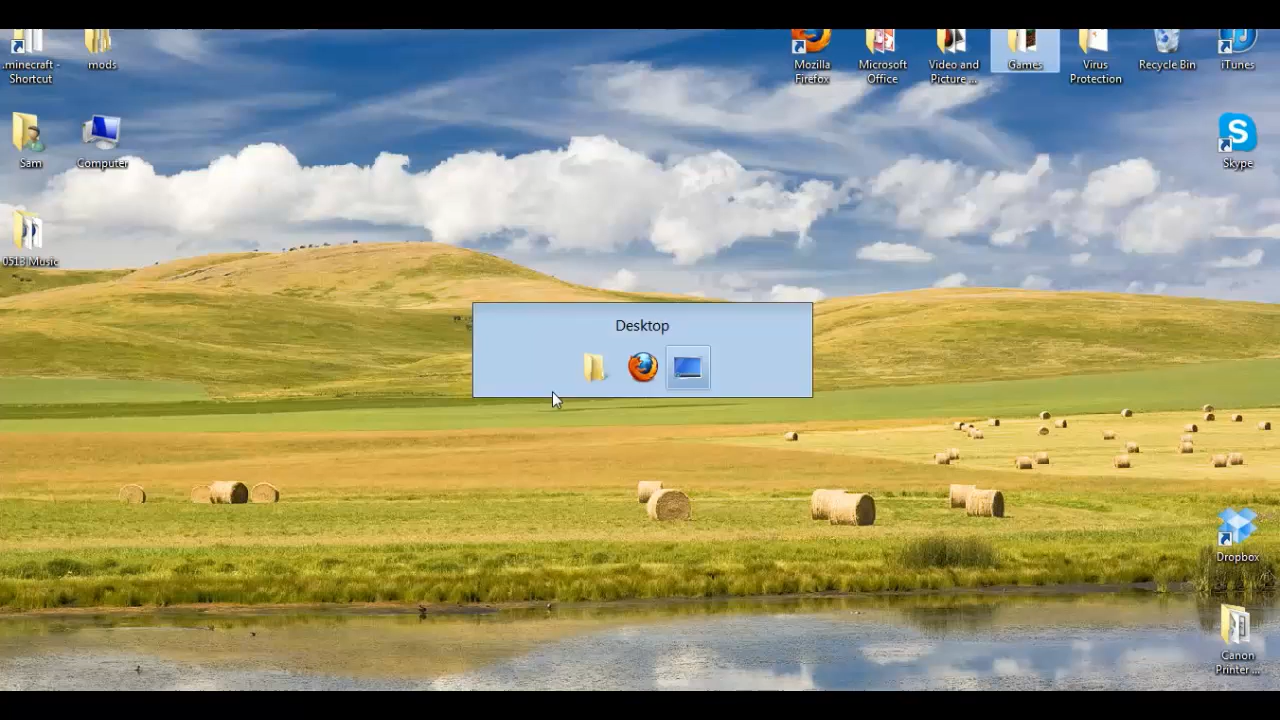 .minecraft -
Shortcut
mods
Mozilla
Firefox
Microsoft
Office
Video and
Picture ...
Games
Virus
Protection
Recycle Bin
iTunes
Sam
Computer
Skype
0513 Music
Desktop
Dropbox
Canon
Printer ...